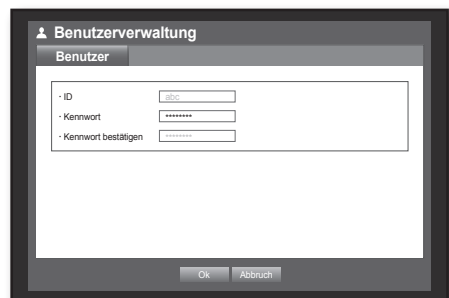 Benutzerverwaltung
Benutzer
· ID abc
· Kennwort ********
· Kennwort bestätigen ********
Ok Abbruch